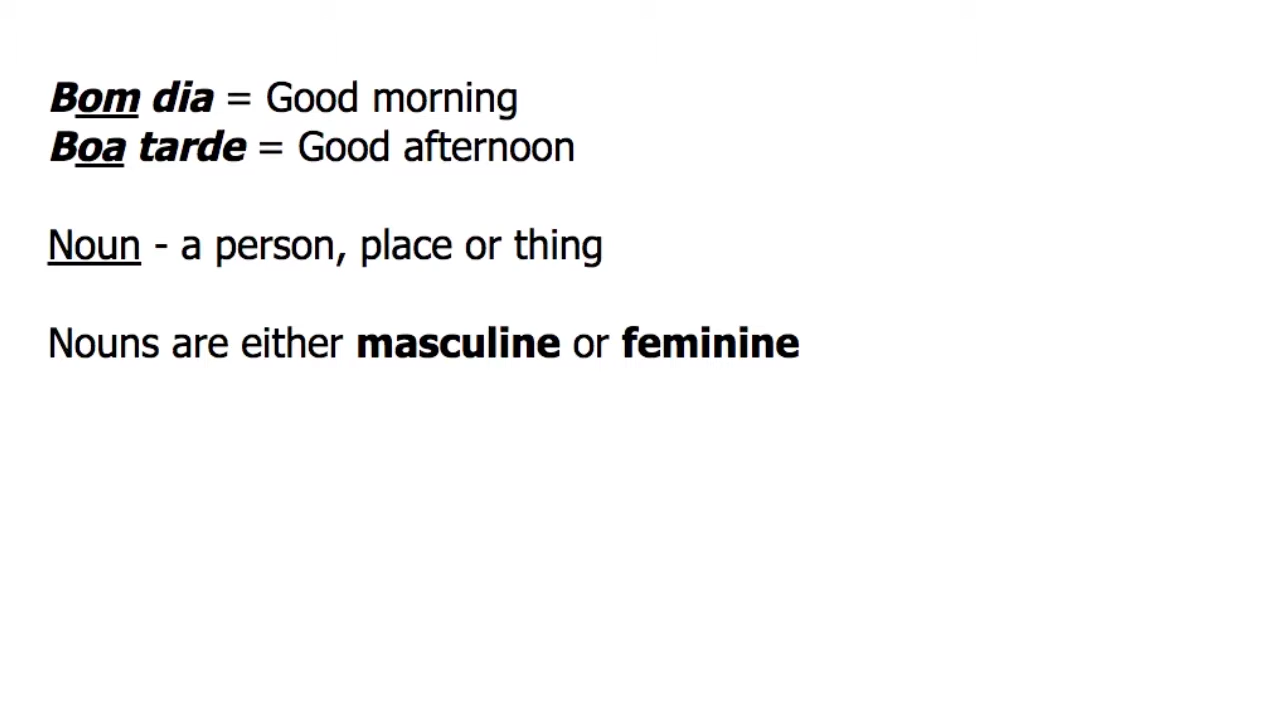 Bom dia = Good morning
Boa tarde = Good afternoon
Noun - a person, place or thing
Nouns are either masculine or feminine